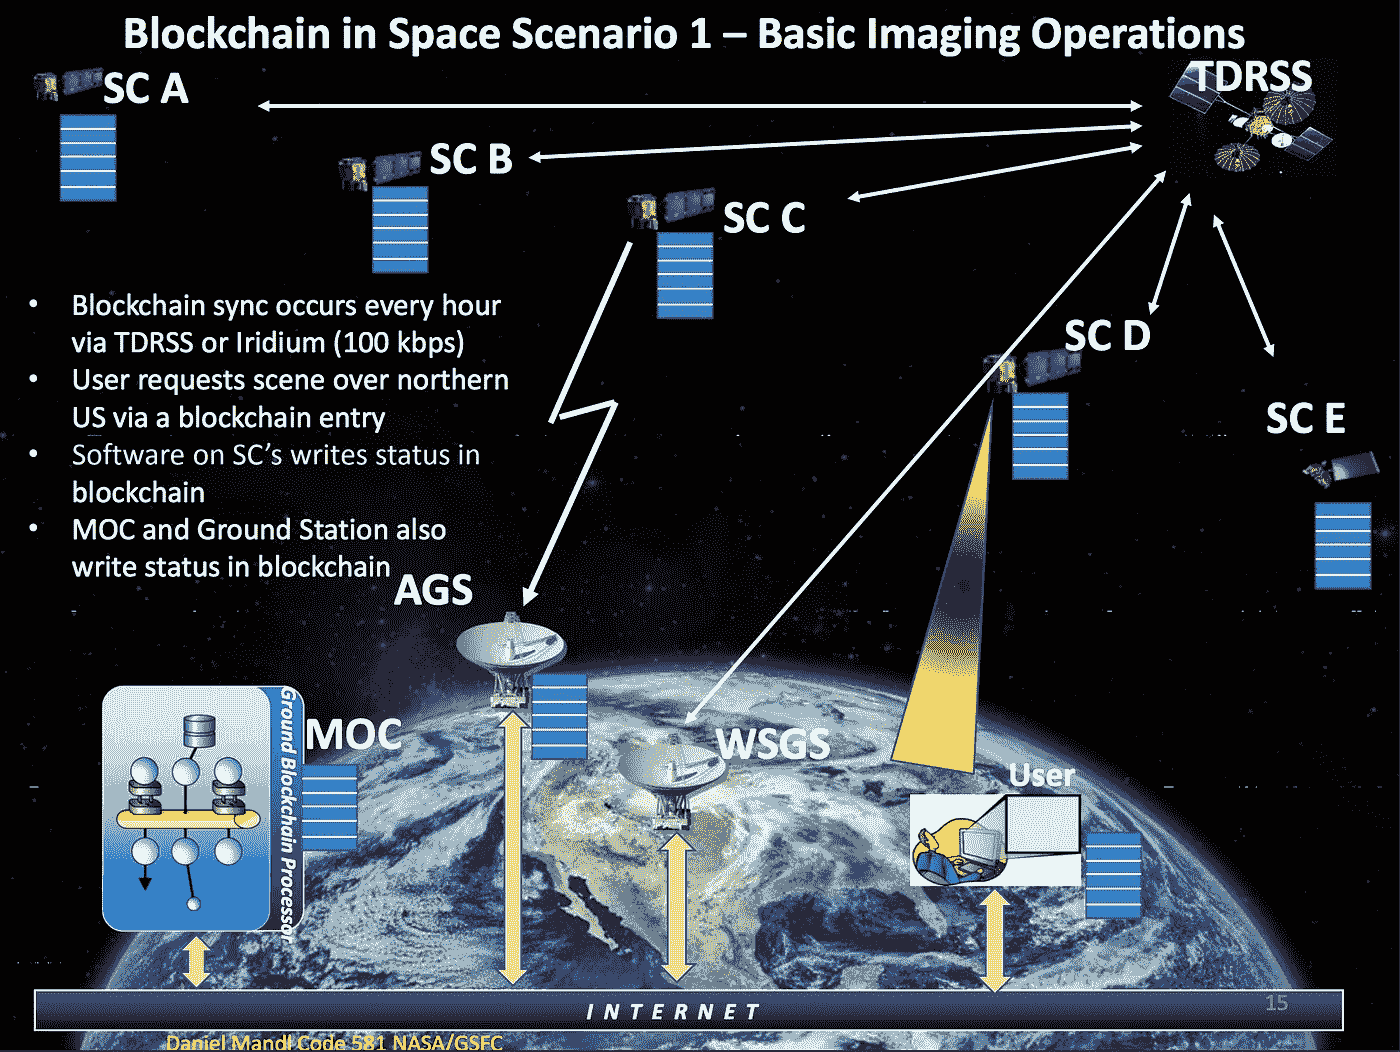 Blockchain in Space Scenario 1 – Basic Imaging Operations
SC A
TDRSS
SC B
SC C
• Blockchain sync occurs every hour
via TDRSS or Iridium (100 kbps)
• User requests scene over northern
US via a blockchain entry
• Software on SC’s writes status in
blockchain
• MOC and Ground Station also
write status in blockchain
SC D
SC E
AGS
Ground Blockchain Processor
MOC
WSGS
User
INTERNET
15
Daniel Mandl Code 581 NASA/GSFC